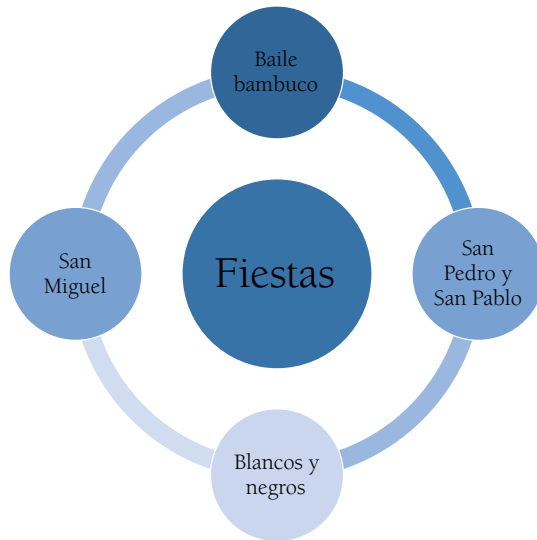 Baile
bambuco
San
Miguel
Fiestas
San
Pedro y
San Pablo
Blancos y
negros